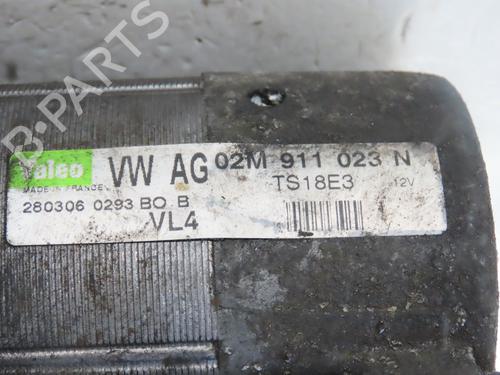 B-PARTS
Valeo VW AG 02M 911 023 N
MADE IN FRANCE TS18E3 12V
280306 0293 BO B
VL4